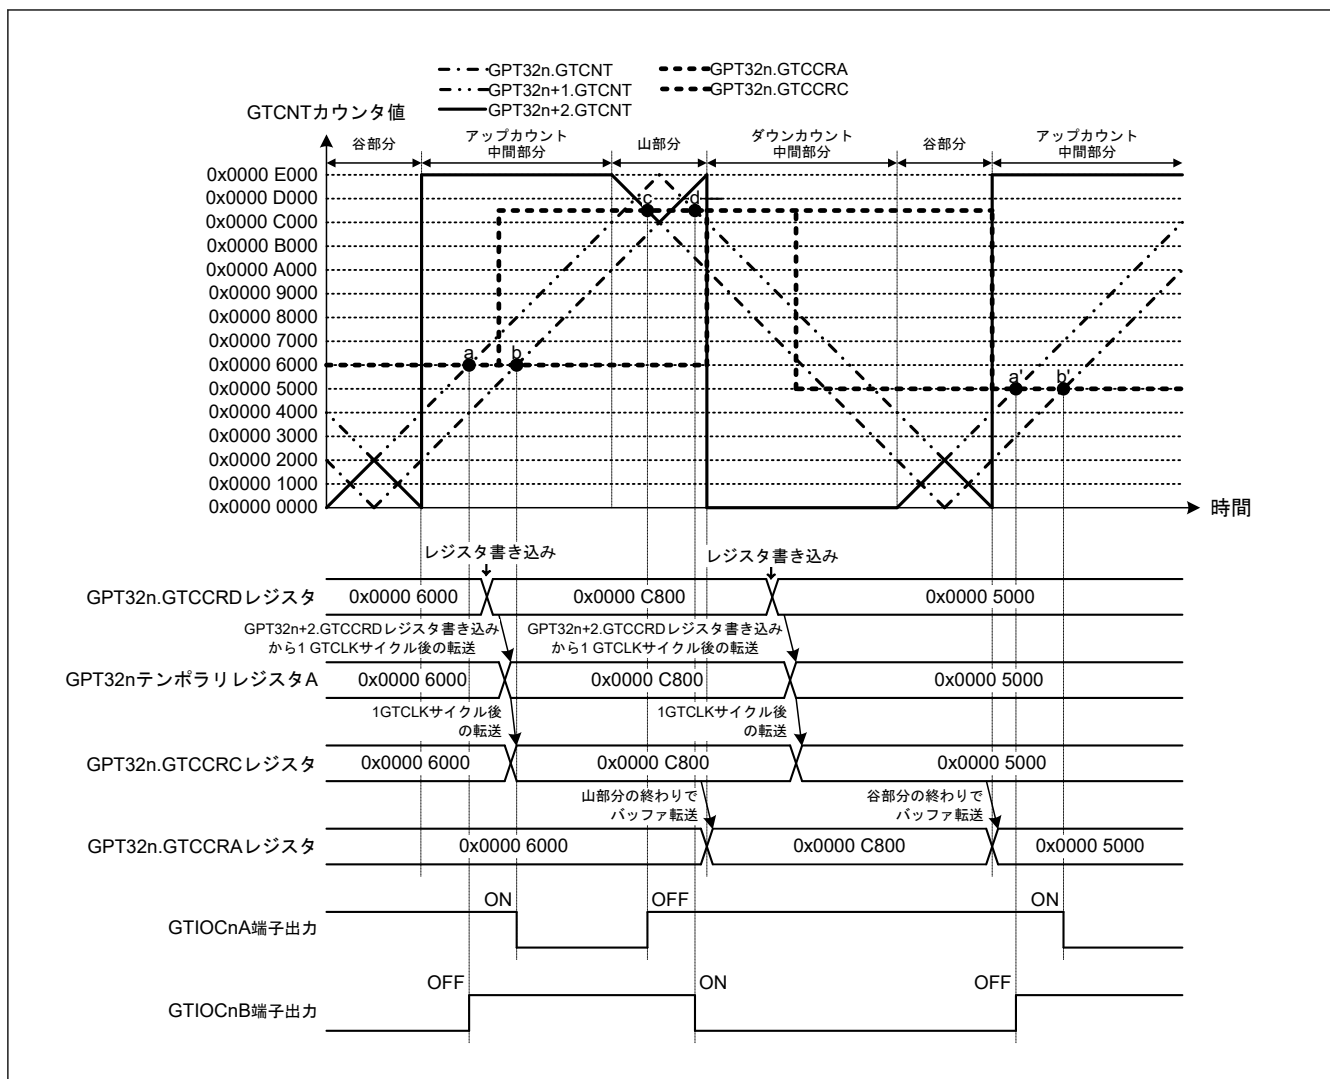 GPT32n.GTCNT
GPT32n.GTCCRA
GPT32n+1.GTCNT
GPT32n.GTCCRC
GPT32n+2.GTCNT
GTCNTカウンタ値
谷部分
アップカウント
中間部分
山部分
ダウンカウント
中間部分
谷部分
アップカウント
中間部分
0x0000 E000
0x0000 D000
0x0000 C000
0x0000 B000
0x0000 A000
0x0000 9000
0x0000 8000
0x0000 7000
0x0000 6000
0x0000 5000
0x0000 4000
0x0000 3000
0x0000 2000
0x0000 1000
0x0000 0000
c
d
a
b
a'
b'
時間
レジスタ書き込み
レジスタ書き込み
GPT32n.GTCCRDレジスタ
0x0000 6000
0x0000 C800
0x0000 5000
GPT32n+2.GTCCRDレジスタ書き込み
から1 GTCLKサイクル後の転送
GPT32n+2.GTCCRDレジスタ書き込み
から1 GTCLKサイクル後の転送
GPT32nテンポラリレジスタA
0x0000 6000
0x0000 C800
0x0000 5000
1GTCLKサイクル後
の転送
1GTCLKサイクル後
の転送
GPT32n.GTCCRCレジスタ
0x0000 6000
0x0000 C800
0x0000 5000
山部分の終わりで
バッファ転送
谷部分の終わりで
バッファ転送
GPT32n.GTCCRAレジスタ
0x0000 6000
0x0000 C800
0x0000 5000
ON
OFF
ON
GTIOCnA端子出力
OFF
ON
OFF
GTIOCnB端子出力